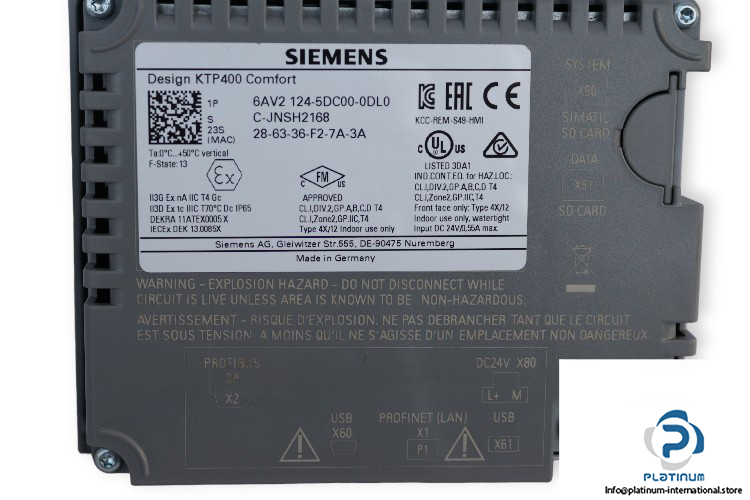 SIEMENS
Design KTP400 Comfort
1P 6AV2 124-5DC00-0DL0
S C-JNSH2168
23S (MAC) 28-63-36-F2-7A-3A
Ta:0°C...+50°C vertical
F-State: 13
KCC-REM-S49-HMI
Ex
II3G Ex nA IIC T4 Gc
II3D Ex tc IIIC T70°C Dc IP65
DEKRA 11ATEX0005X
IECEx DEK 13.0085X
C FM US
APPROVED
CL.I,DIV.2,GP.A,B,C,D T4
CL.I,Zone2,GP.IIC,T4
Type 4X/12 Indoor use only
C UL US
LISTED 3DA1
IND.CONT.EQ. for HAZ.LOC.:
CL.I,DIV.2,GP.A,B,C,D T4
CL.I,Zone2,GP.IIC,T4
Front face only: Type 4X/12
Indoor use only, watertight
Input DC 24V/0,55A max.
Siemens AG, Gleiwitzer Str.555, DE-90475 Nuremberg
Made in Germany
SYSTEM
X50
SIMATIC
SD CARD
DATA
X51
SD CARD
WARNING - EXPLOSION HAZARD - DO NOT DISCONNECT WHILE
CIRCUIT IS LIVE UNLESS AREA IS KNOWN TO BE NON-HAZARDOUS.
AVERTISSEMENT - RISQUE D'EXPLOSION. NE PAS DEBRANCHER TANT QUE LE CIRCUIT
EST SOUS TENSION, A MOINS QU'IL NE S'AGISSE D'UN EMPLACEMENT NON DANGEREUX.
PROFIBUS
DP
X2
DC24V X80
L+ M
USB
X60
PROFINET (LAN)
X1
P1
USB
X61
PLATINUM
Info@platinum-international.store